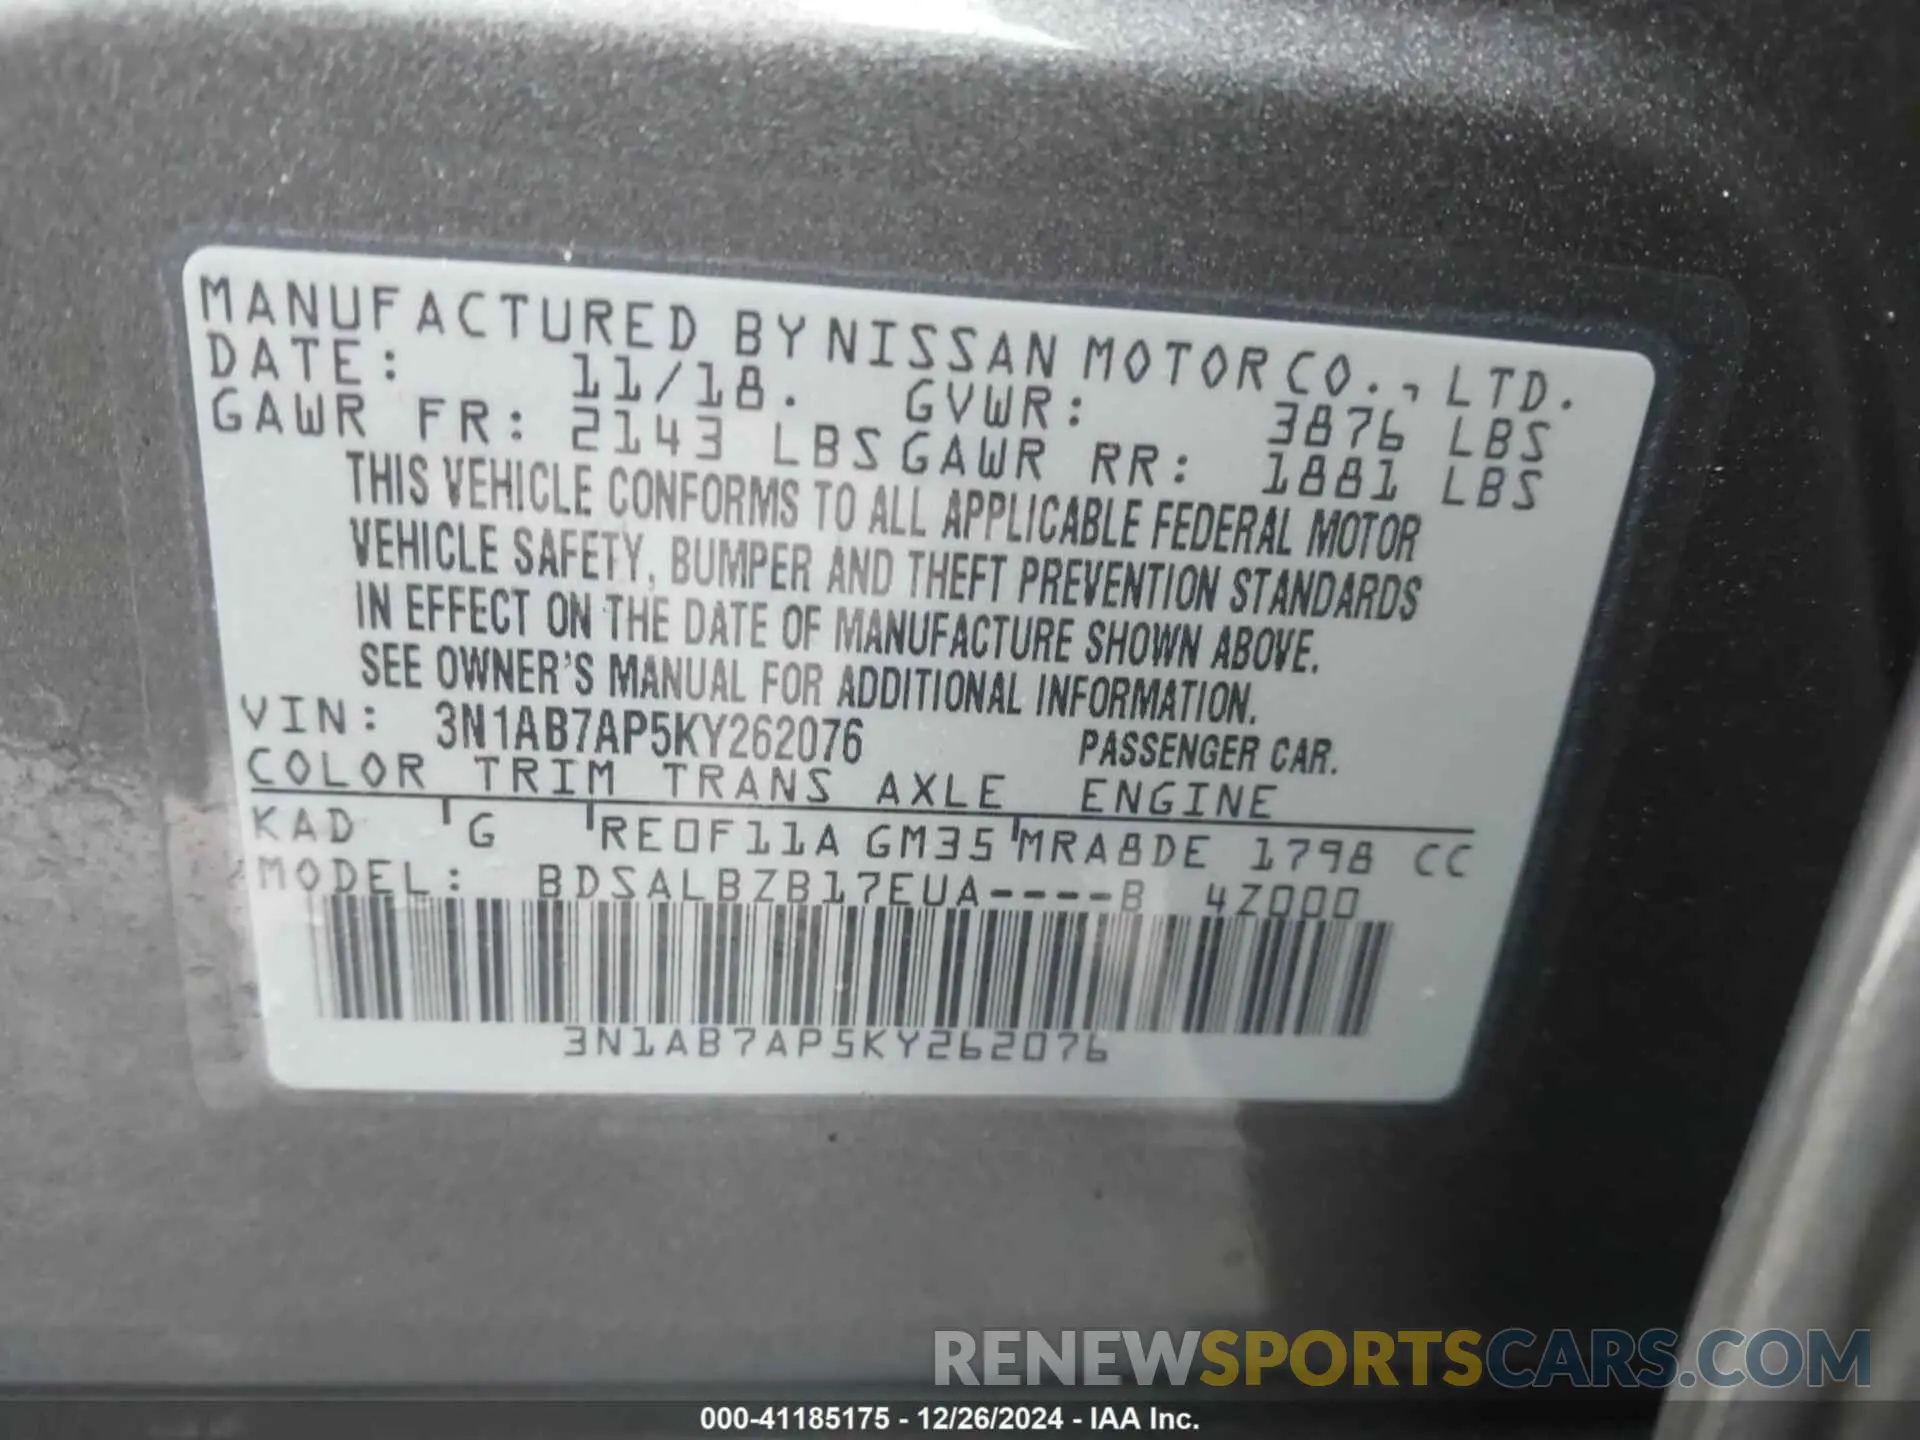 MANUFACTURED BY NISSAN MOTOR CO., LTD.
DATE: 11/18. GVWR: 3876 LBS
GAWR FR: 2143 LBS GAWR RR: 1881 LBS
THIS VEHICLE CONFORMS TO ALL APPLICABLE FEDERAL MOTOR
VEHICLE SAFETY, BUMPER AND THEFT PREVENTION STANDARDS
IN EFFECT ON THE DATE OF MANUFACTURE SHOWN ABOVE.
SEE OWNER'S MANUAL FOR ADDITIONAL INFORMATION.
VIN: 3N1AB7AP5KY262076 PASSENGER CAR.
COLOR TRIM TRANS AXLE ENGINE
KAD G RE0F11A GM35 MRA8DE 1798 CC
MODEL: BDSALBZB17EUA----B 4Z000
3N1AB7AP5KY262076
RENEWSPORTSCARS.COM
000-41185175 - 12/26/2024 - IAA Inc.